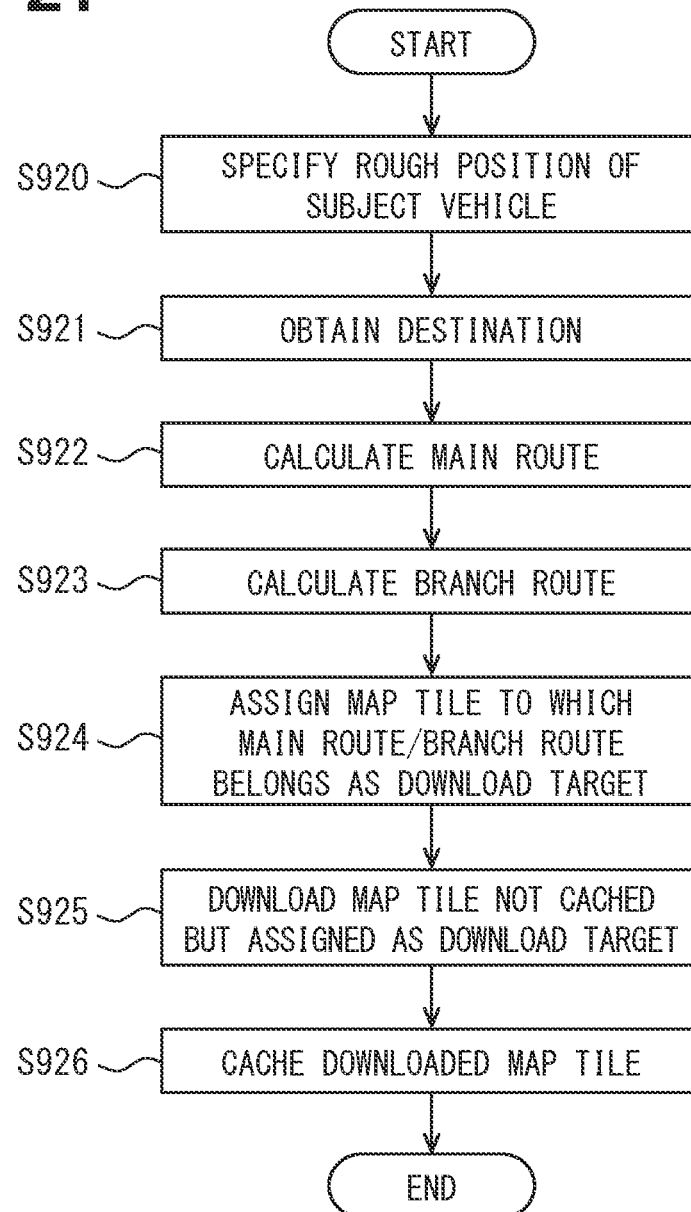 START
S920
SPECIFY ROUGH POSITION OF
SUBJECT VEHICLE
S921
OBTAIN DESTINATION
S922
CALCULATE MAIN ROUTE
S923
CALCULATE BRANCH ROUTE
S924
ASSIGN MAP TILE TO WHICH
MAIN ROUTE/BRANCH ROUTE
BELONGS AS DOWNLOAD TARGET
S925
DOWNLOAD MAP TILE NOT CACHED
BUT ASSIGNED AS DOWNLOAD TARGET
S926
CACHE DOWNLOADED MAP TILE
END